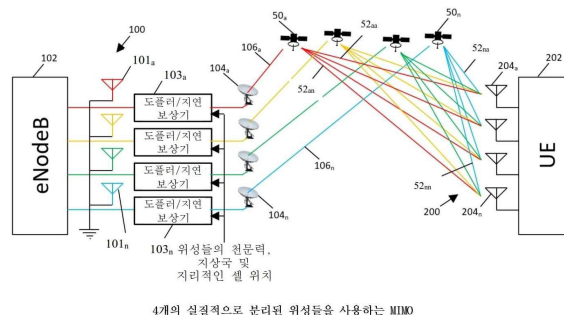 100
102
101a
103a
104a
106a
50a
52aa
52an
50n
52na
204a
202
eNodeB
도플러/지연
보상기
도플러/지연
보상기
도플러/지연
보상기
도플러/지연
보상기
UE
106n
104n
52nn
200
204n
101n
103n
위성들의 천문력,
지상국 및
지리적인 셀 위치
4개의 실질적으로 분리된 위성들을 사용하는 MIMO